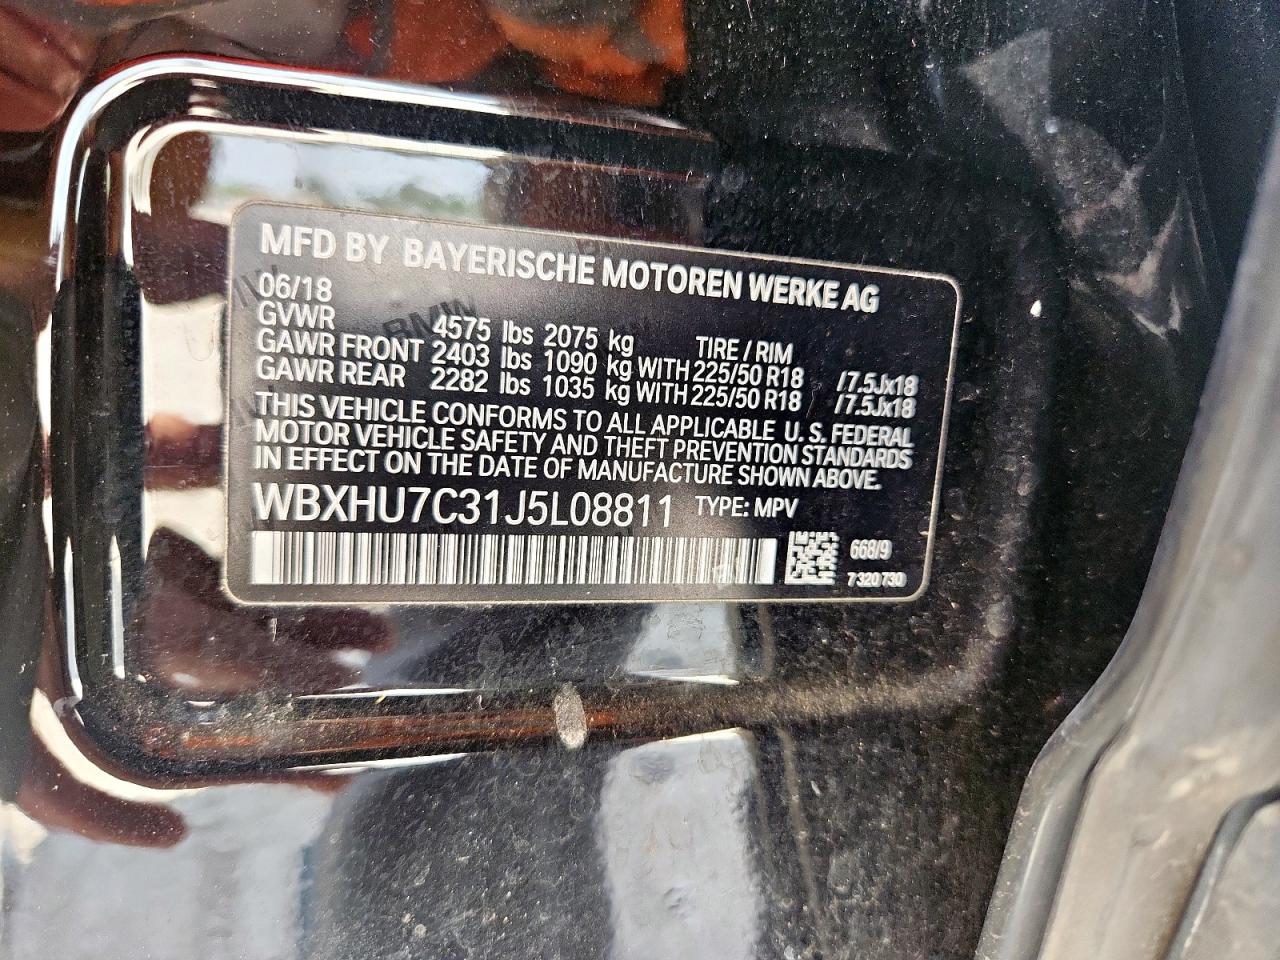 MFD BY BAYERISCHE MOTOREN WERKE AG
06/18
GVWR 4575 lbs 2075 kg TIRE / RIM
GAWR FRONT 2403 lbs 1090 kg WITH 225/50 R18 /7.5Jx18
GAWR REAR 2282 lbs 1035 kg WITH 225/50 R18 /7.5Jx18
THIS VEHICLE CONFORMS TO ALL APPLICABLE U. S. FEDERAL
MOTOR VEHICLE SAFETY AND THEFT PREVENTION STANDARDS
IN EFFECT ON THE DATE OF MANUFACTURE SHOWN ABOVE.
WBXHU7C31J5L08811 TYPE: MPV
668/9
7 320 730